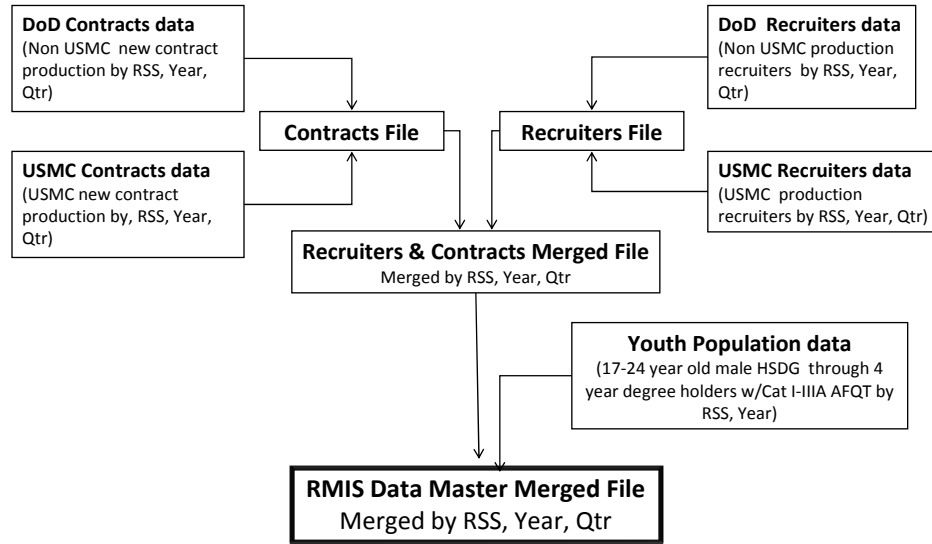 DoD Contracts data
(Non USMC new contract
production by RSS, Year,
Qtr)
DoD Recruiters data
(Non USMC production
recruiters by RSS, Year,
Qtr)
Contracts File
Recruiters File
USMC Contracts data
(USMC new contract
production by, RSS, Year,
Qtr)
USMC Recruiters data
(USMC production
recruiters by RSS, Year, Qtr)
Recruiters & Contracts Merged File
Merged by RSS, Year, Qtr
Youth Population data
(17-24 year old male HSDG through 4
year degree holders w/Cat I-IIIA AFQT by
RSS, Year)
RMIS Data Master Merged File
Merged by RSS, Year, Qtr